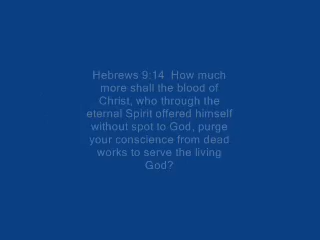 Hebrews 9:14  How much
more shall the blood of
Christ, who through the
eternal Spirit offered himself
without spot to God, purge
your conscience from dead
works to serve the living
God?